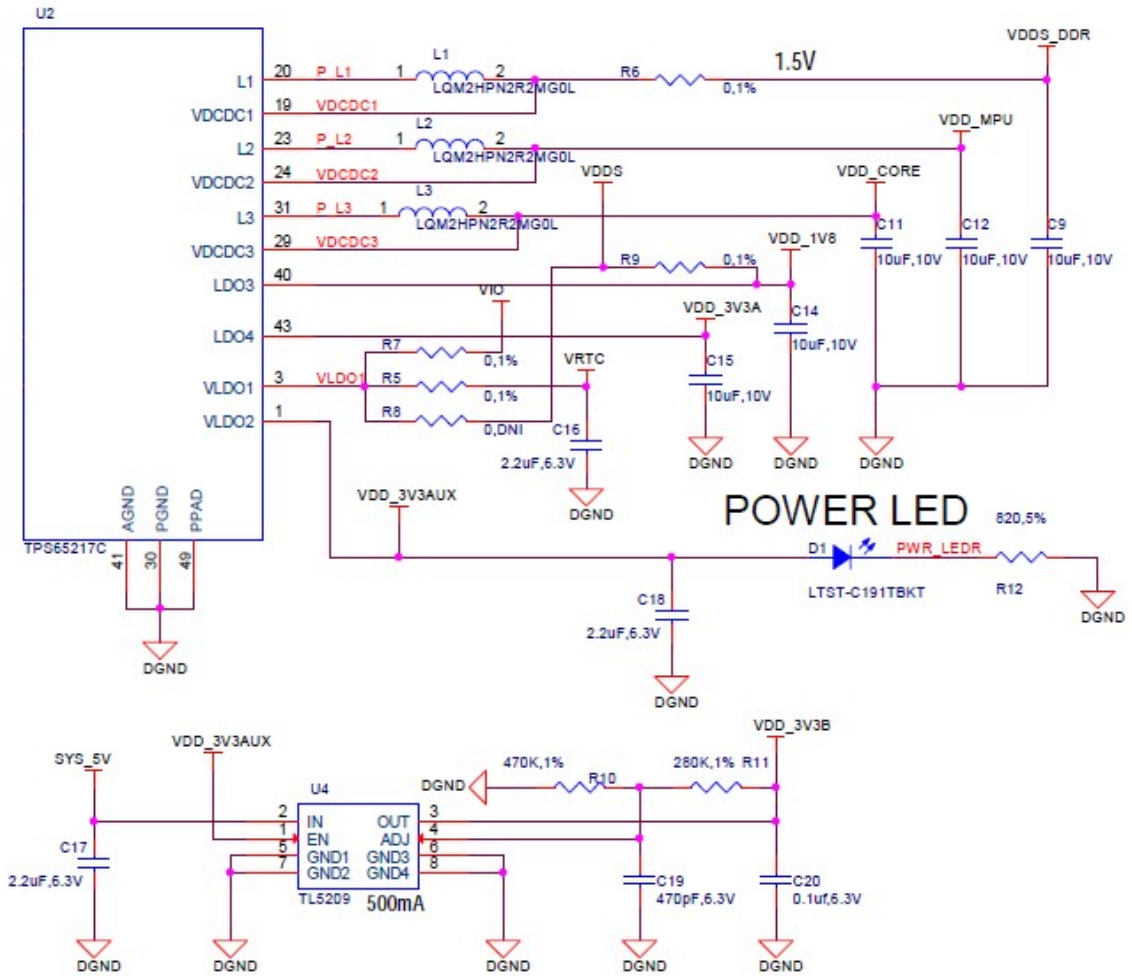 U2
VDDS_DDR
L1
1.5V
L1 20 P_L1 1 2 R6
LQM2HPN2R2MG0L 0,1%
VDCDC1 19 VDCDC1
L2 VDD_MPU
L2 23 P_L2 1 2
LQM2HPN2R2MG0L
VDCDC2 24 VDCDC2
L3 VDDS VDD_CORE
L3 31 P_L3 1 2
LQM2HPN2R2MG0L C11 C12 C9
VDCDC3 29 VDCDC3 VDD_1V8
R9 0,1% 10uF,10V 10uF,10V 10uF,10V
LDO3 40
VIO
VDD_3V3A C14
LDO4 43
10uF,10V
R7 0,1%
VRTC C15
VLDO1 3 VLDO1 R5
0,1% 10uF,10V
R8
VLDO2 1
0,DNI C16
DGND DGND DGND
2.2uF,6.3V
VDD_3V3AUX
DGND
POWER LED
AGND PGND PPAD
820,5%
TPS65217C
41 30 49
D1 PWR_LEDR
LTST-C191TBKT R12
C18
DGND
2.2uF,6.3V
DGND
DGND
VDD_3V3B
VDD_3V3AUX
SYS_5V
470K,1% 280K,1% R11
DGND R10
U4
2 IN OUT 3
1 EN ADJ 4
C17
5 GND1 GND3 6
7 GND2 GND4 8
2.2uF,6.3V
C19 C20
TL5209 500mA
470pF,6.3V 0.1uf,6.3V
DGND DGND DGND DGND DGND